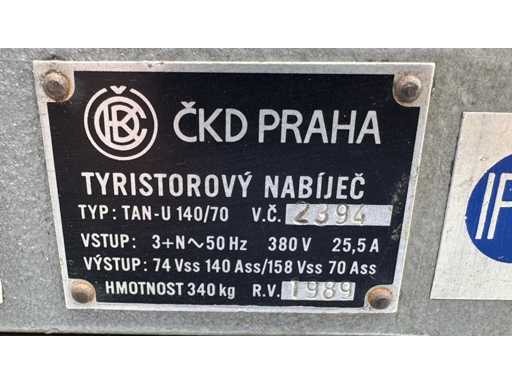 ČKD PRAHA
TYRISTOROVÝ NABÍJEČ
TYP: TAN-U 140/70 V.Č. 2394
VSTUP: 3+N~50 Hz 380 V 25,5 A
VÝSTUP: 74 Vss 140 Ass/158 Vss 70 Ass
HMOTNOST 340 kg R.V. 1989